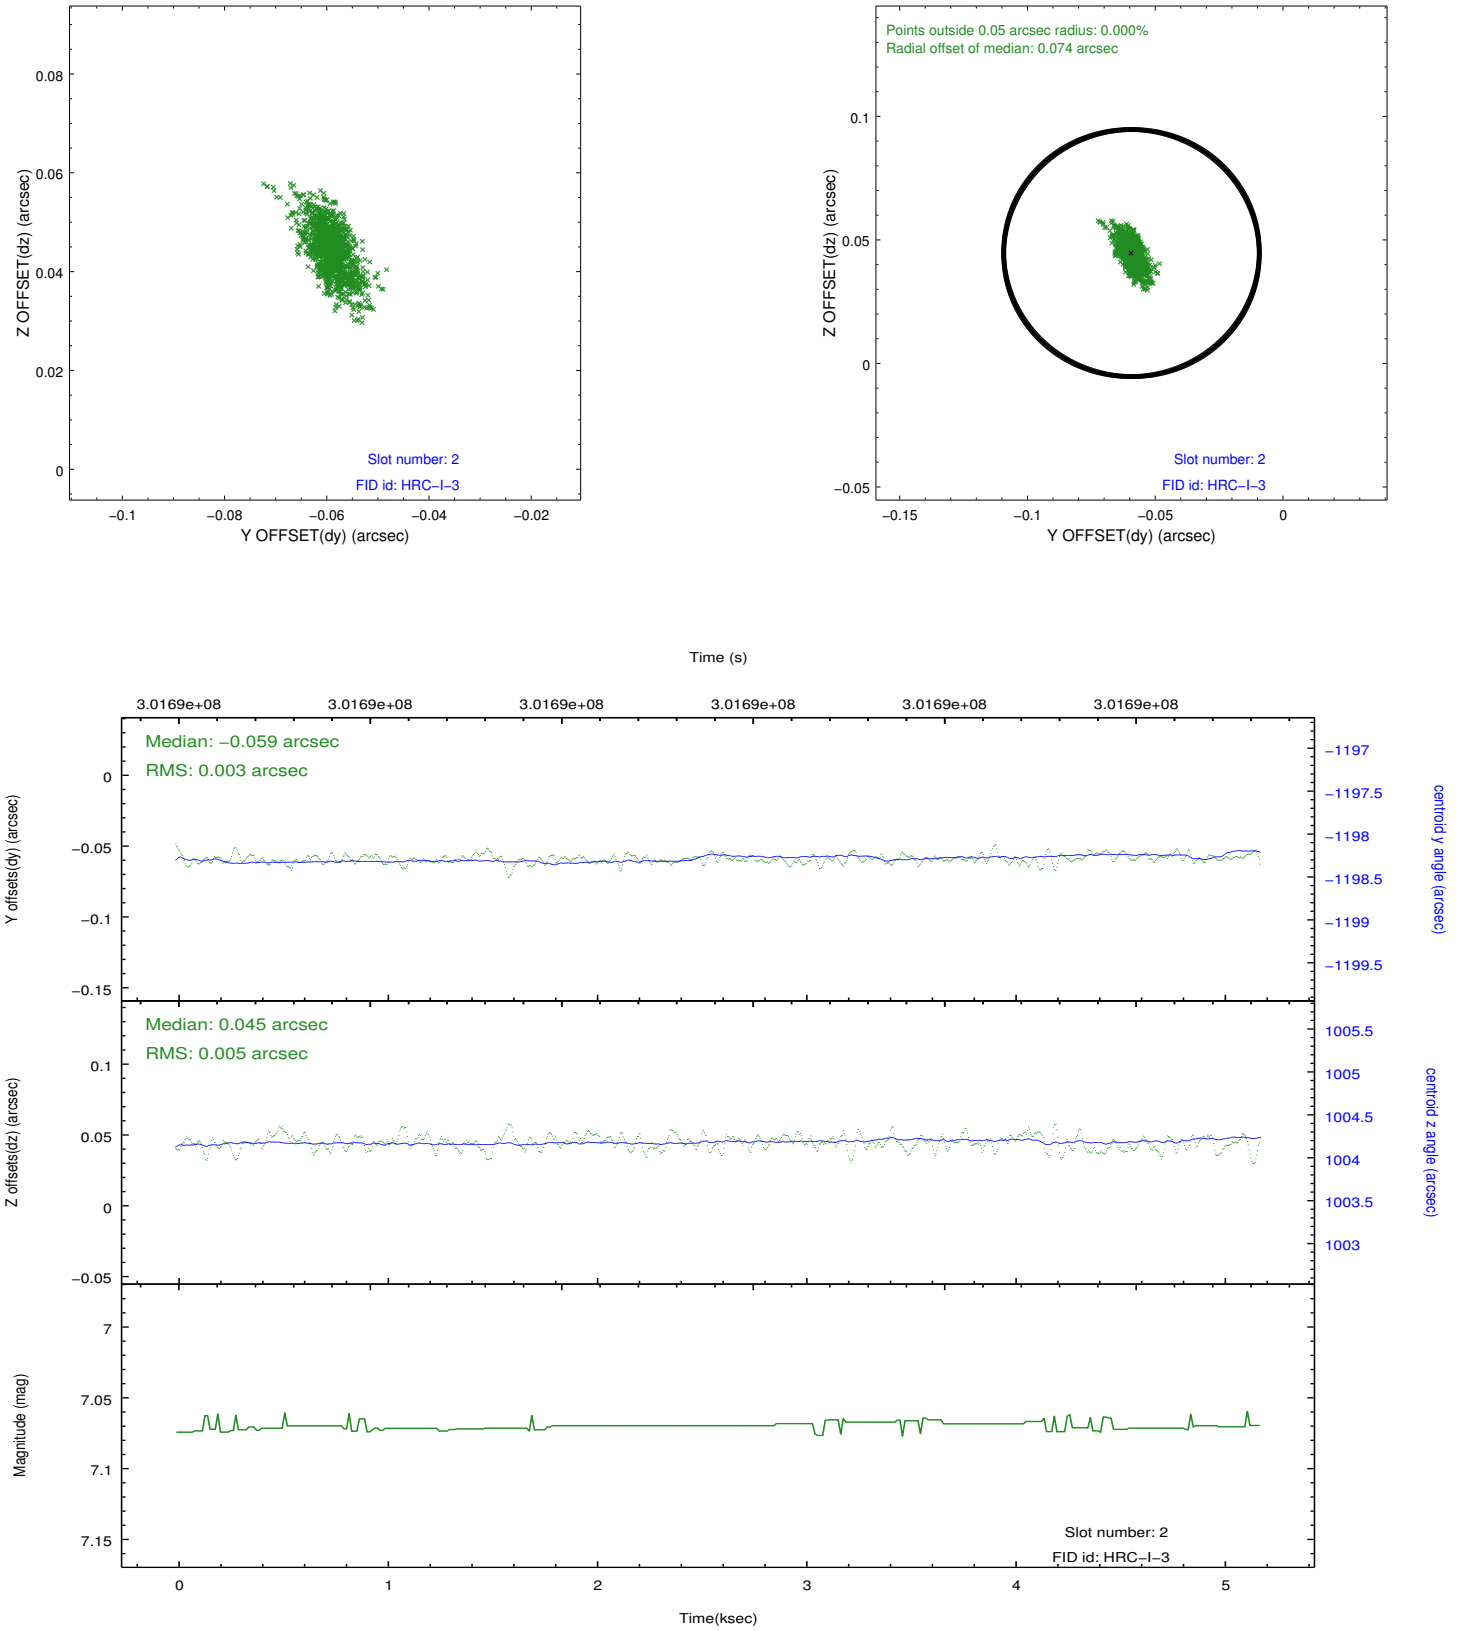 0.08
0.06
0.04
0.02
0
Z OFFSET(dz) (arcsec)
−0.1
−0.08
−0.06
−0.04
−0.02
Y OFFSET(dy) (arcsec)
Slot number: 2
FID id: HRC−I−3
Points outside 0.05 arcsec radius: 0.000%
Radial offset of median: 0.074 arcsec
0.1
0.05
0
−0.05
Z OFFSET(dz) (arcsec)
−0.15
−0.1
−0.05
0
Y OFFSET(dy) (arcsec)
Slot number: 2
FID id: HRC−I−3
Time (s)
3.0169e+08
3.0169e+08
3.0169e+08
3.0169e+08
3.0169e+08
3.0169e+08
Median: −0.059 arcsec
RMS: 0.003 arcsec
0
−0.05
−0.1
−0.15
Y offsets(dy) (arcsec)
−1197
−1197.5
−1198
−1198.5
−1199
−1199.5
centroid y angle (arcsec)
Median: 0.045 arcsec
RMS: 0.005 arcsec
0.1
0.05
0
−0.05
Z offsets(dz) (arcsec)
1005.5
1005
1004.5
1004
1003.5
1003
centroid z angle (arcsec)
7
7.05
7.1
7.15
Magnitude (mag)
Slot number: 2
FID id: HRC−I−3
0
1
2
3
4
5
Time(ksec)